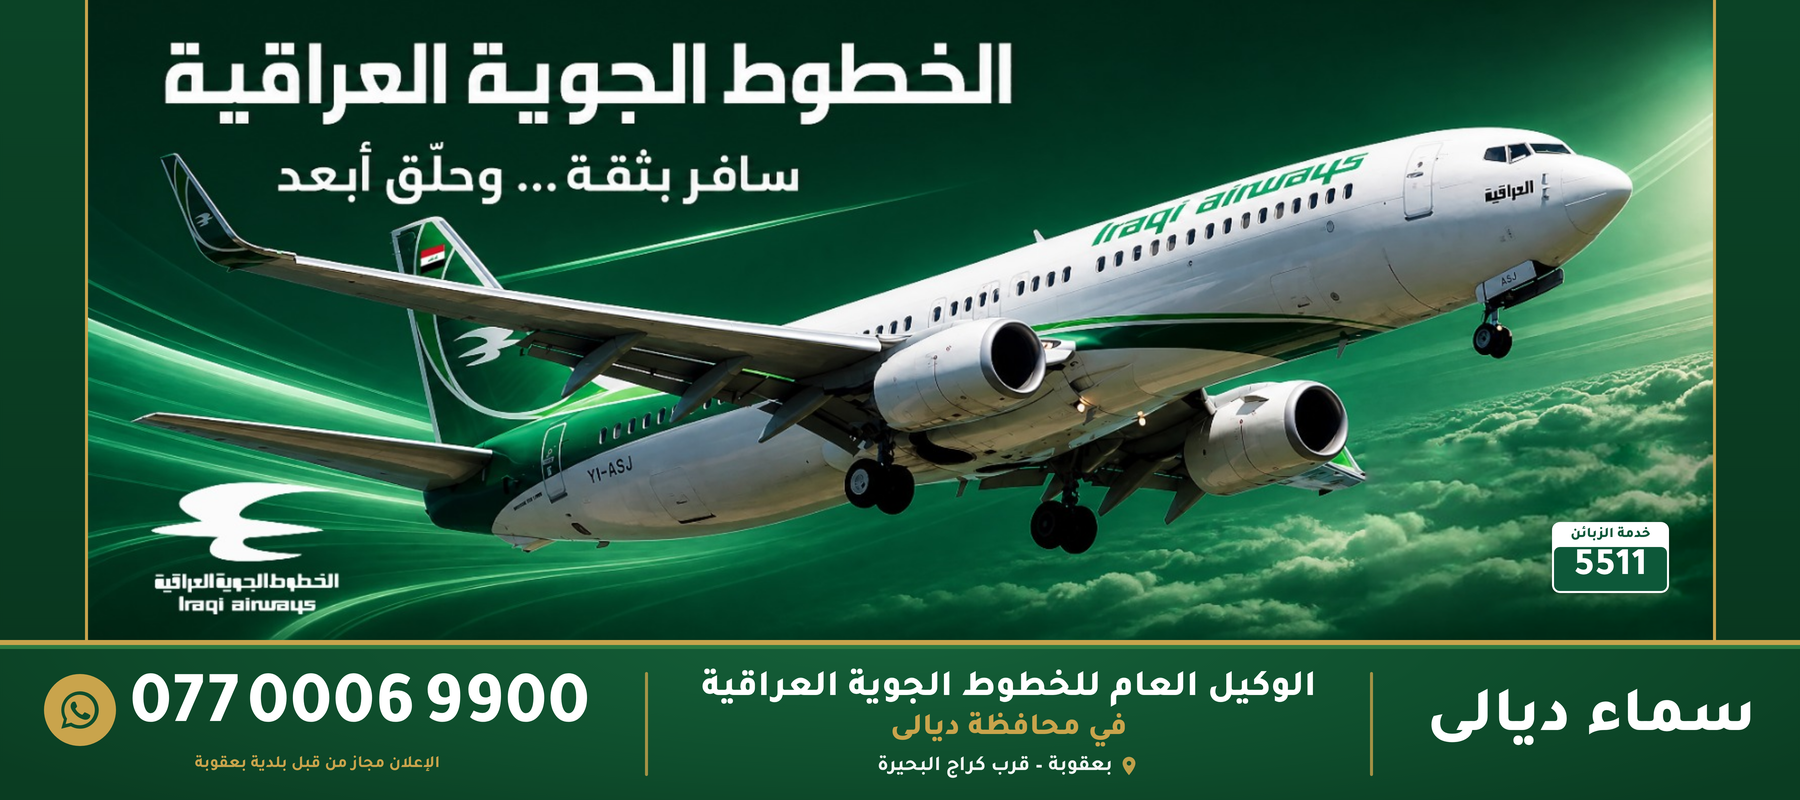 الخطوط الجوية العراقية
سافر بثقة ... وحلّق أبعد
Iraqi airways
العراقية
ASJ
YI-ASJ
خدمة الزبائن
5511
الخطوط الجوية العراقية
Iraqi airways
سماء ديالى
الوكيل العام للخطوط الجوية العراقية
في محافظة ديالى
بعقوبة - قرب كراج البحيرة
077 0006 9900
الإعلان مجاز من قبل بلدية بعقوبة